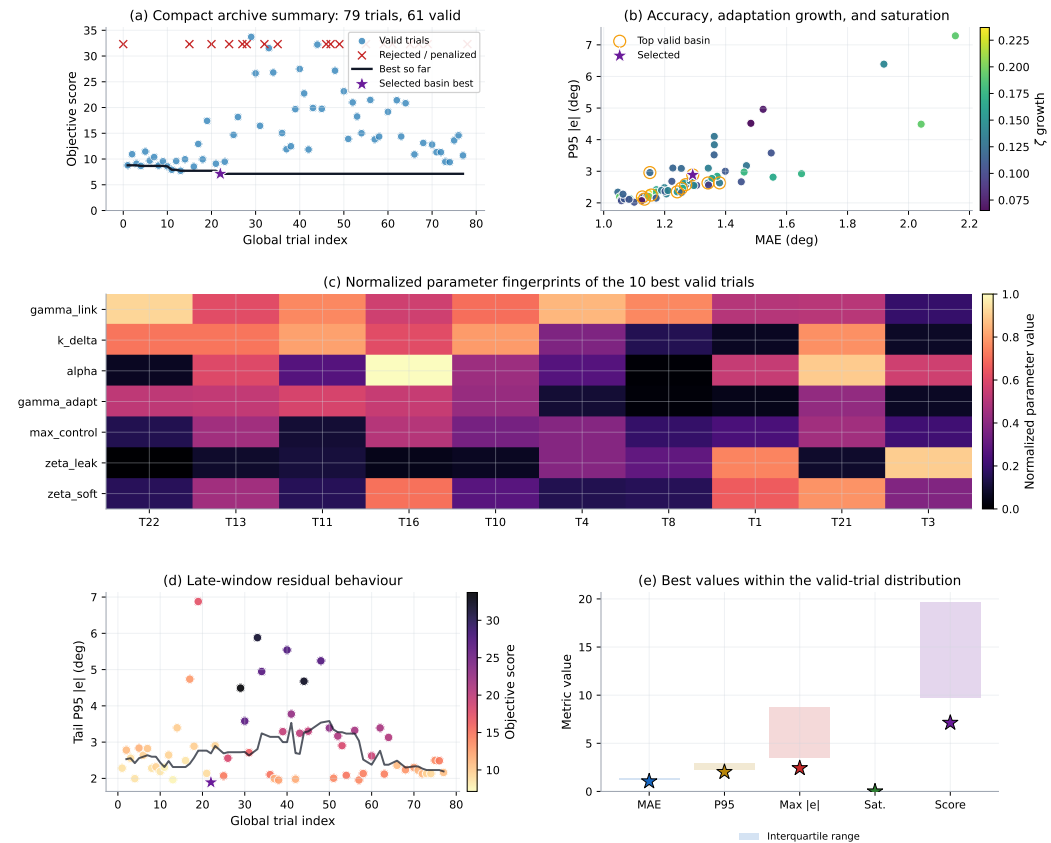 (a) Compact archive summary: 79 trials, 61 valid
Objective score
35
30
25
20
15
10
5
0
0
10
20
30
40
50
60
70
80
Global trial index
Valid trials
Rejected / penalized
Best so far
Selected basin best
(b) Accuracy, adaptation growth, and saturation
P95 |e| (deg)
7
6
5
4
3
2
1.0
1.2
1.4
1.6
1.8
2.0
2.2
MAE (deg)
Top valid basin
Selected
0.225
0.200
0.175
0.150
0.125
0.100
0.075
ζ growth
(c) Normalized parameter fingerprints of the 10 best valid trials
gamma_link
k_delta
alpha
gamma_adapt
max_control
zeta_leak
zeta_soft
T22
T13
T11
T16
T10
T4
T8
T1
T21
T3
1.0
0.8
0.6
0.4
0.2
0.0
Normalized parameter value
(d) Late-window residual behaviour
Tail P95 |e| (deg)
7
6
5
4
3
2
0
10
20
30
40
50
60
70
80
Global trial index
30
25
20
15
10
Objective score
(e) Best values within the valid-trial distribution
Metric value
20
15
10
5
0
MAE
P95
Max |e|
Sat.
Score
Interquartile range